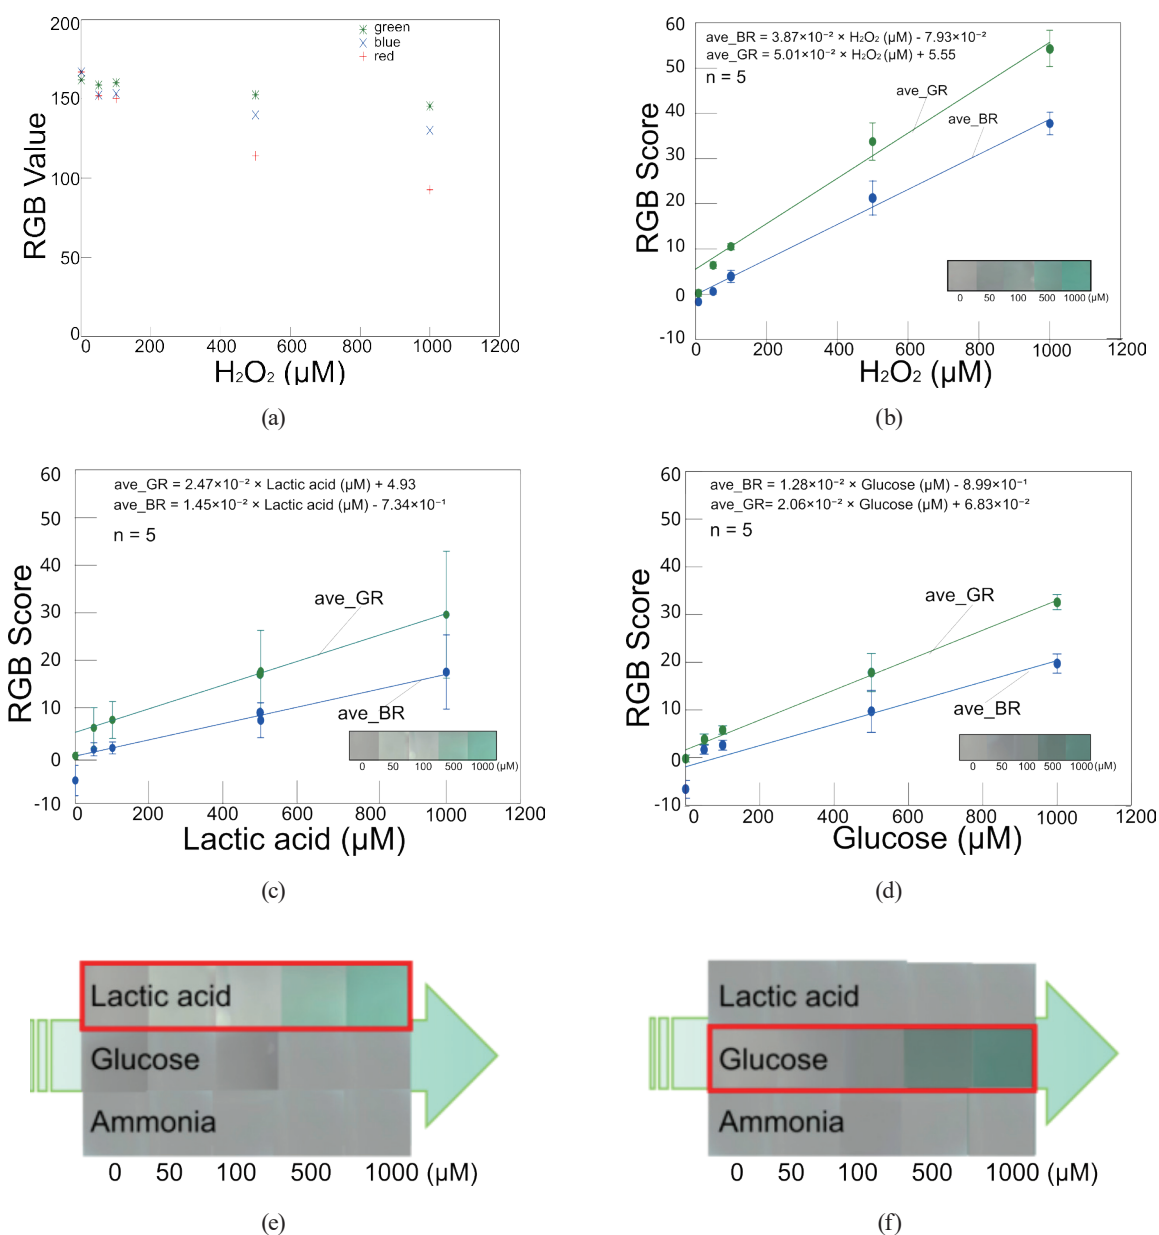 200
150
100
50
0
RGB Value
green
blue
red
0 200 400 600 800 1000 1200
H₂O₂ (μM)
(a)
60
50
40
30
20
10
0
-10
RGB Score
ave_BR = 3.87×10⁻² × H₂O₂ (μM) - 7.93×10⁻²
ave_GR = 5.01×10⁻² × H₂O₂ (μM) + 5.55
n = 5
ave_GR
ave_BR
0 50 100 500 1000 (μM)
0 200 400 600 800 1000 1200
H₂O₂ (μM)
(b)
60
50
40
30
20
10
0
-10
RGB Score
ave_GR = 2.47×10⁻² × Lactic acid (μM) + 4.93
ave_BR = 1.45×10⁻² × Lactic acid (μM) - 7.34×10⁻¹
n = 5
ave_GR
ave_BR
0 50 100 500 1000 (μM)
0 200 400 600 800 1000 1200
Lactic acid (μM)
(c)
60
50
40
30
20
10
0
-10
RGB Score
ave_BR = 1.28×10⁻² × Glucose (μM) - 8.99×10⁻¹
ave_GR= 2.06×10⁻² × Glucose (μM) + 6.83×10⁻²
n = 5
ave_GR
ave_BR
0 50 100 500 1000 (μM)
0 200 400 600 800 1000 1200
Glucose (μM)
(d)
Lactic acid
Glucose
Ammonia
0 50 100 500 1000 (μM)
(e)
Lactic acid
Glucose
Ammonia
0 50 100 500 1000 (μM)
(f)